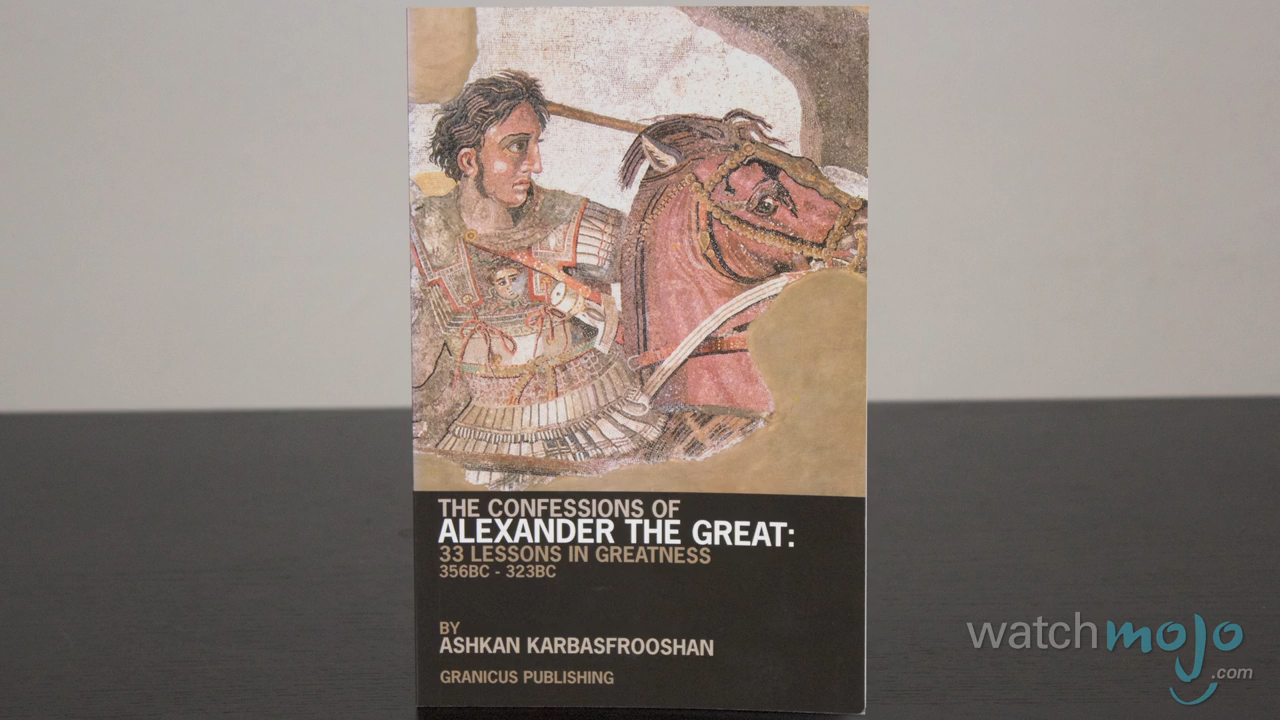 THE CONFESSIONS OF
ALEXANDER THE GREAT:
33 LESSONS IN GREATNESS
356BC - 323BC
BY
ASHKAN KARBASFROOSHAN
GRANICUS PUBLISHING
watchmojo
.com